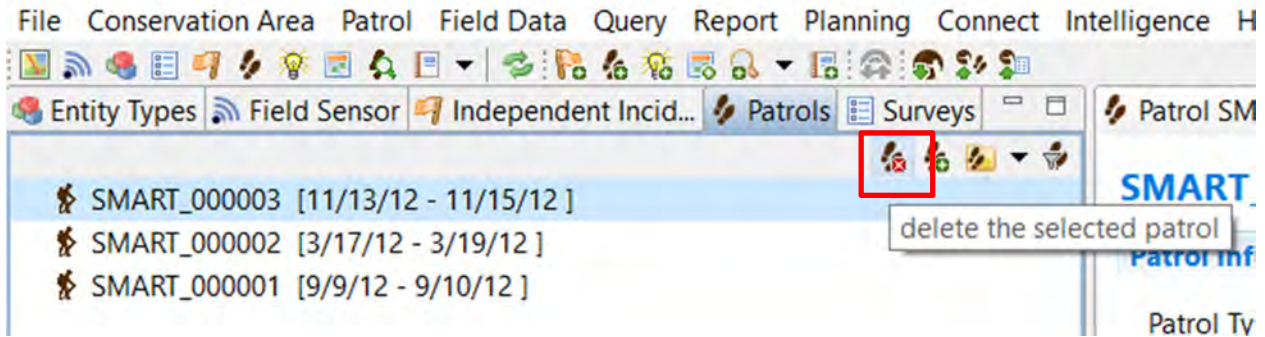 File Conservation Area Patrol Field Data Query Report Planning Connect Intelligence H
Entity Types Field Sensor Independent Incid... Patrols Surveys Patrol SM
SMART_000003 [11/13/12 - 11/15/12 ]
SMART_
delete the selected patrol
SMART_000002 [3/17/12 - 3/19/12 ]
Patrol Inf
SMART_000001 [9/9/12 - 9/10/12 ]
Patrol Ty